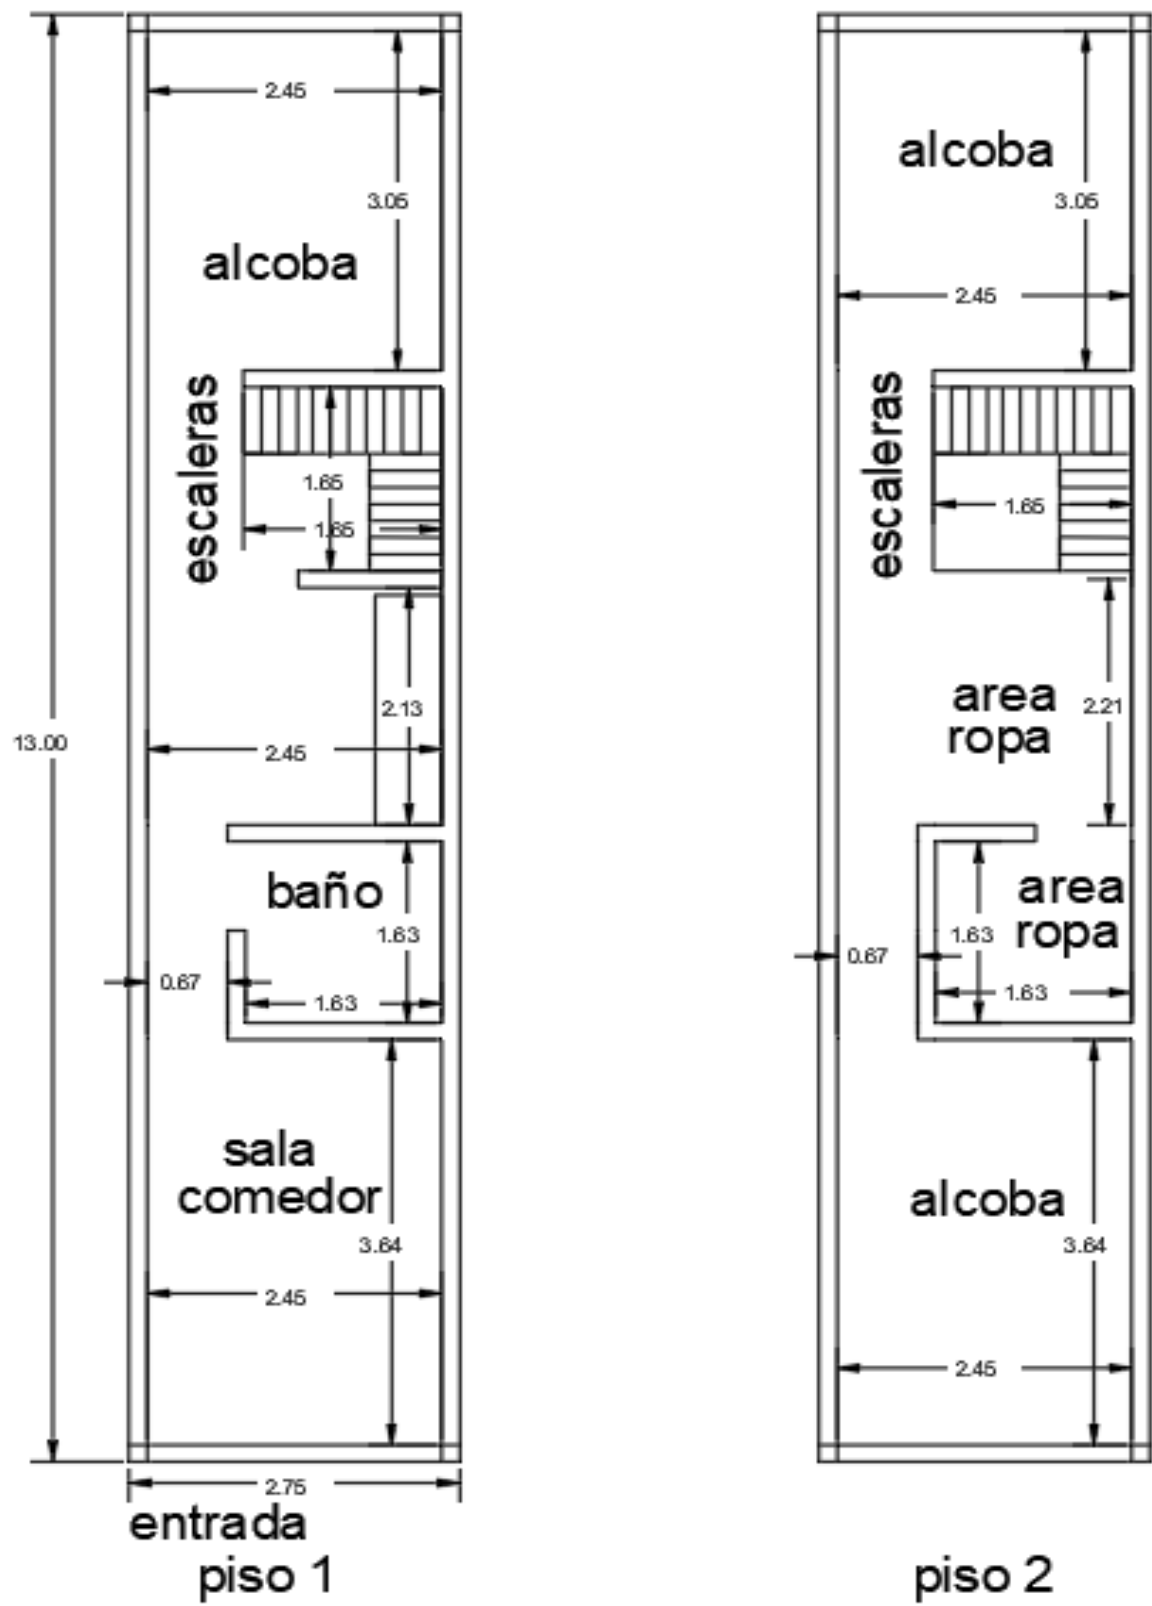 2.45
3.05
alcoba
escaleras
1.65
1.65
2.13
13.00
2.45
baño
1.63
0.67
1.63
sala
comedor
3.64
2.45
2.75
entrada
piso 1
alcoba
3.05
2.45
escaleras
1.65
area
ropa
2.21
area
ropa
1.63
0.67
1.63
alcoba
3.64
2.45
piso 2